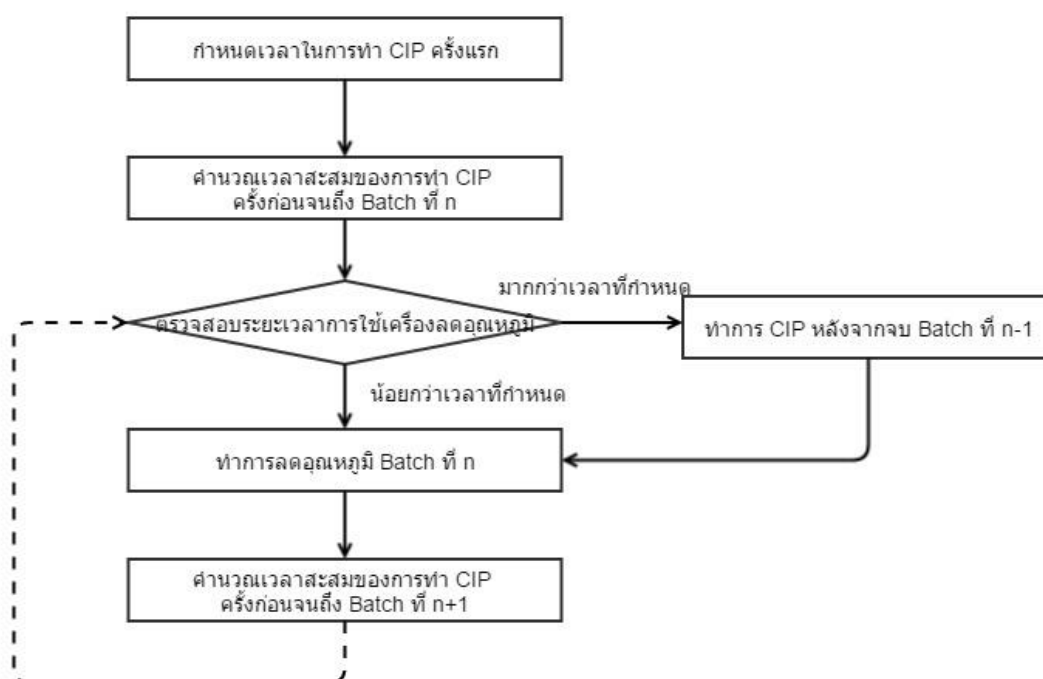 กำหนดเวลาในการทำ CIP ครั้งแรก
คำนวณเวลาสะสมของการทำ CIP
ครั้งก่อนจนถึง Batch ที่ n
มากกว่าเวลาที่กำหนด
ตรวจสอบระยะเวลาการใช้เครื่องลดอุณหภูมิ
ทำการ CIP หลังจากจบ Batch ที่ n-1
น้อยกว่าเวลาที่กำหนด
ทำการลดอุณหภูมิ Batch ที่ n
คำนวณเวลาสะสมของการทำ CIP
ครั้งก่อนจนถึง Batch ที่ n+1